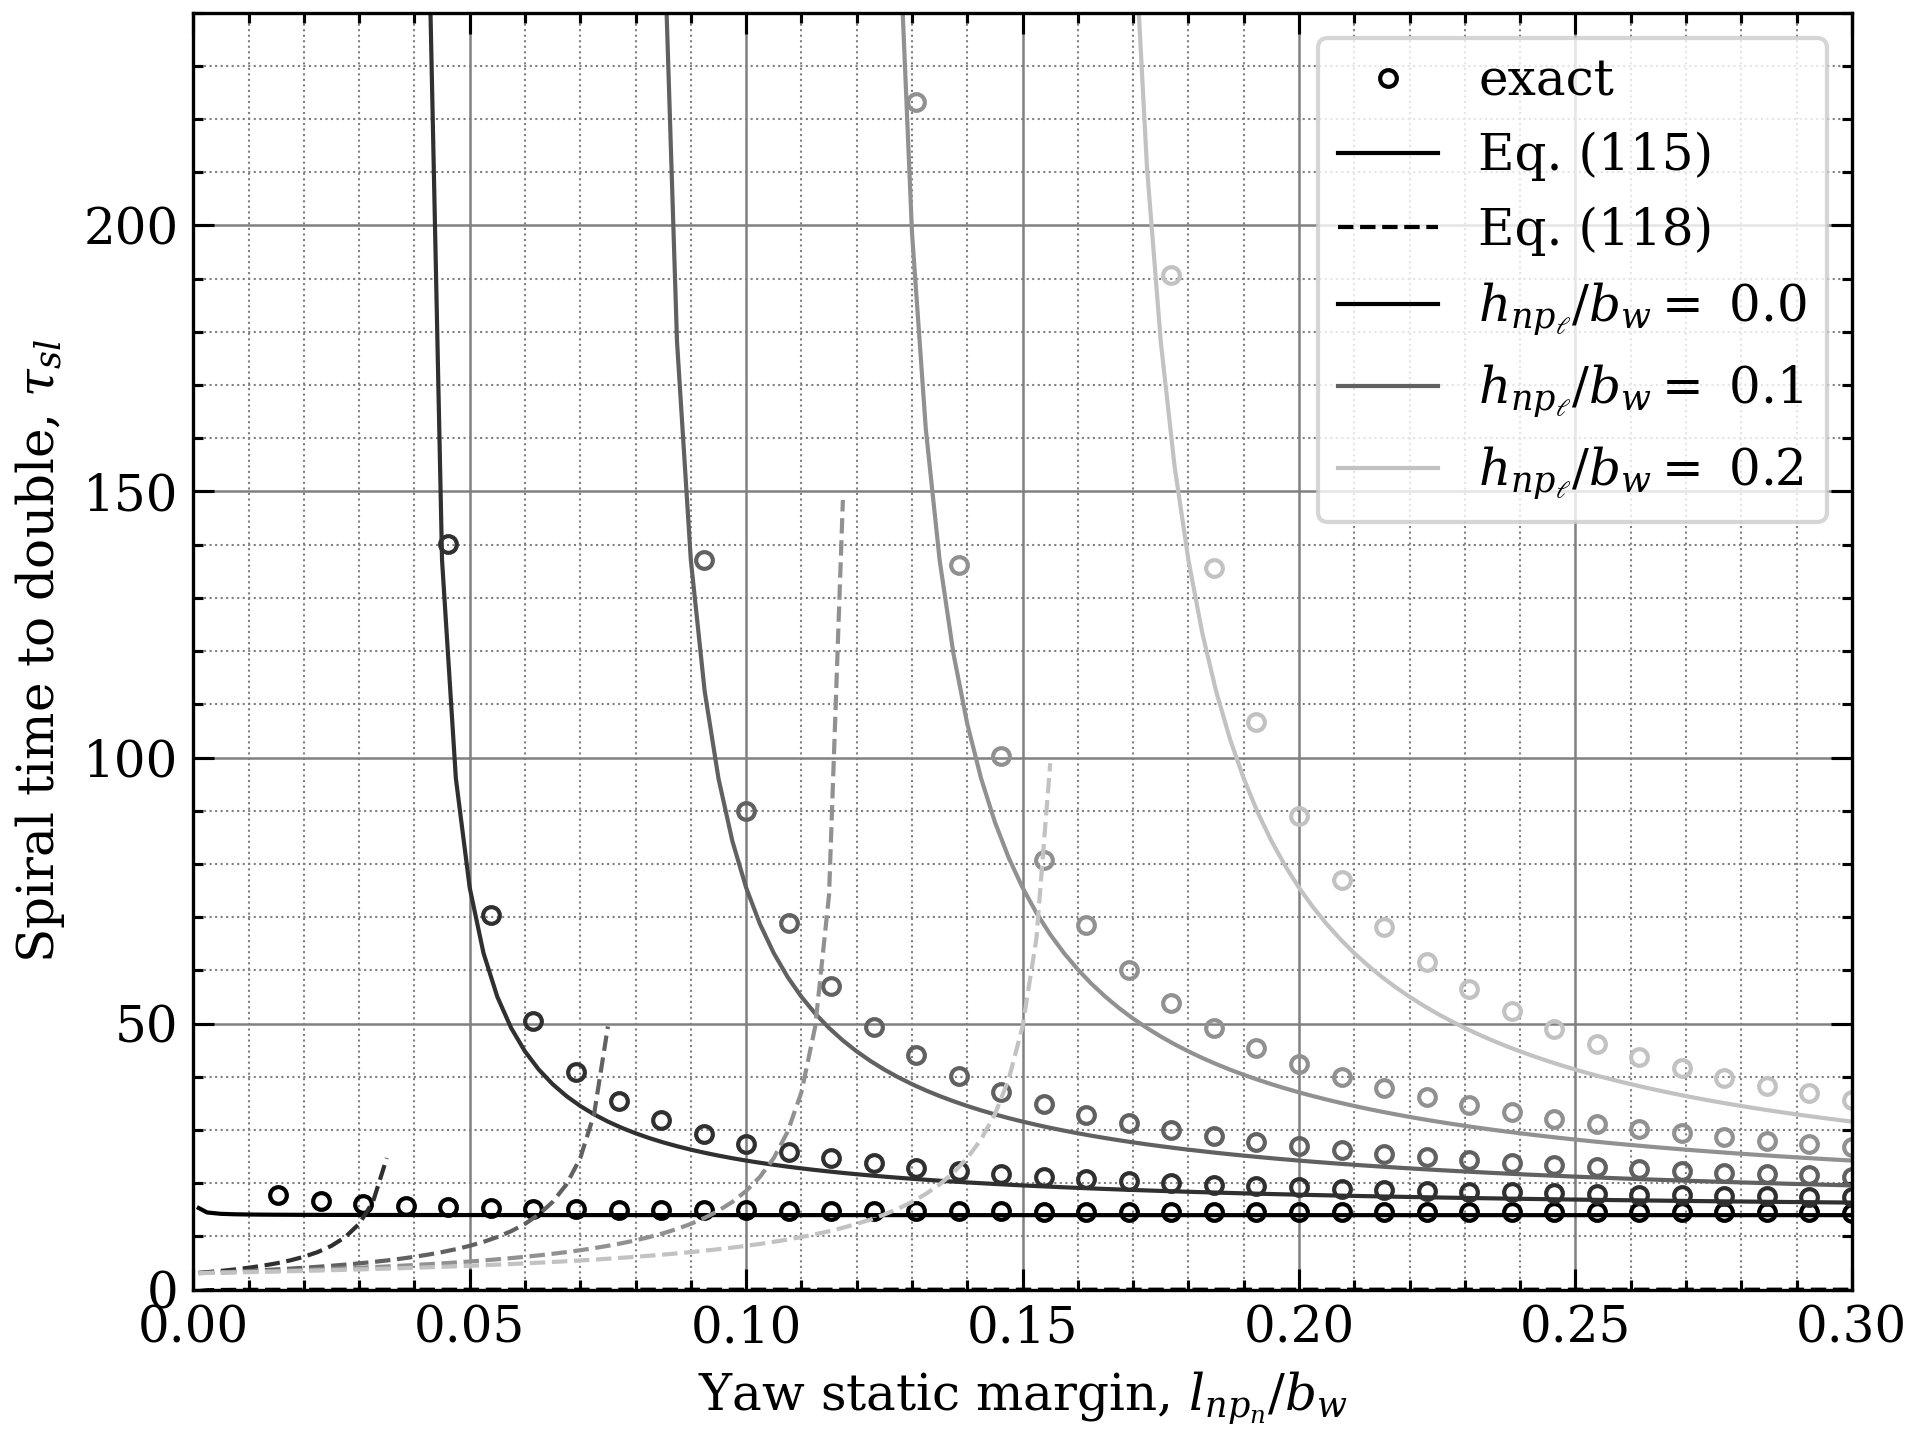 exact
Eq. (115)
Eq. (118)
h_{np_ℓ}/b_w = 0.0
h_{np_ℓ}/b_w = 0.1
h_{np_ℓ}/b_w = 0.2
200
150
100
50
0
Spiral time to double, τ_{sl}
0.00 0.05 0.10 0.15 0.20 0.25 0.30
Yaw static margin, l_{np_n}/b_w